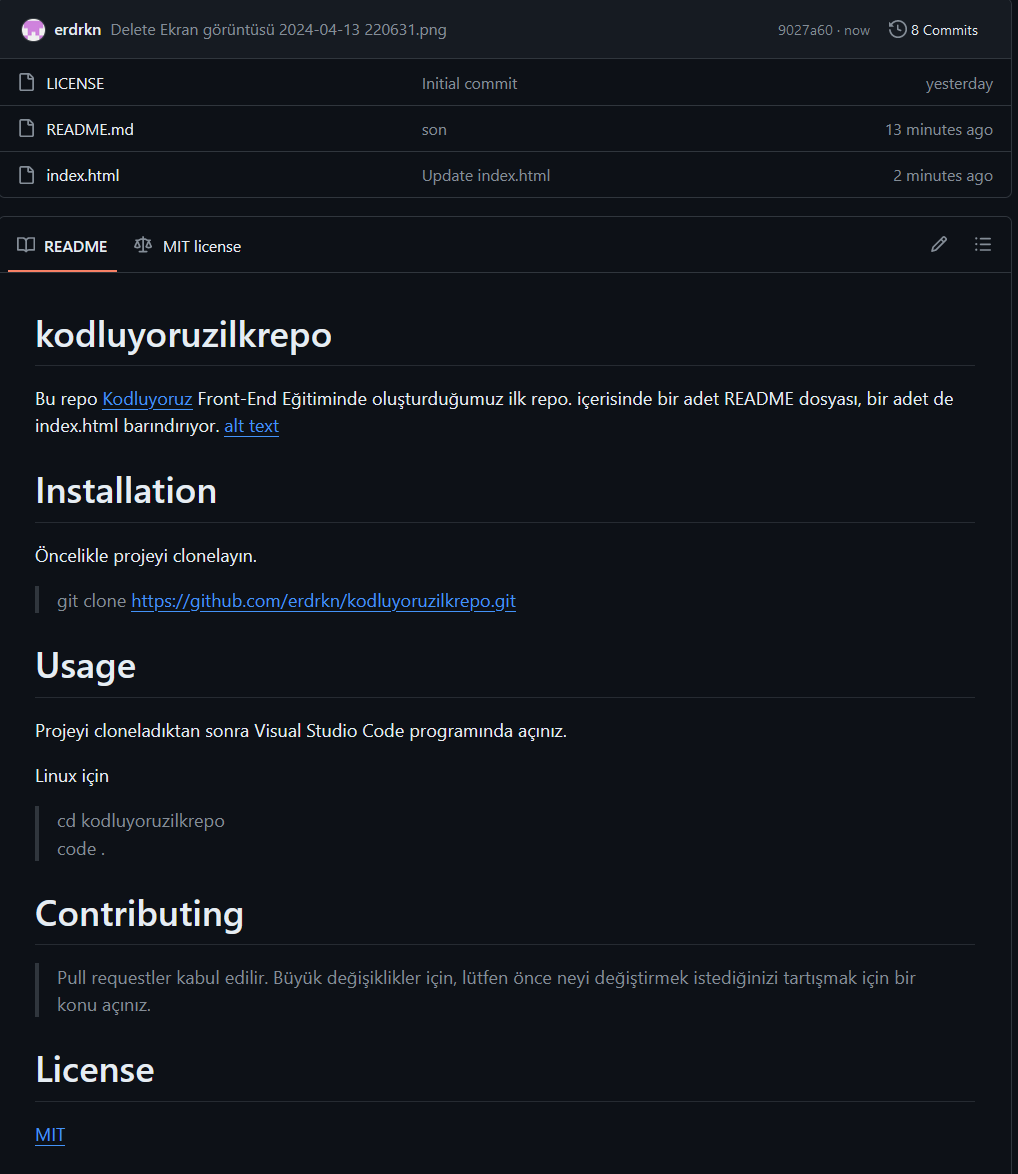 erdrkn Delete Ekran görüntüsü 2024-04-13 220631.png 9027a60 · now 8 Commits
LICENSE Initial commit yesterday
README.md son 13 minutes ago
index.html Update index.html 2 minutes ago
README MIT license
kodluyoruzilkrepo
Bu repo Kodluyoruz Front-End Eğitiminde oluşturduğumuz ilk repo. içerisinde bir adet README dosyası, bir adet de
index.html barındırıyor. alt text
Installation
Öncelikle projeyi clonelayın.
git clone https://github.com/erdrkn/kodluyoruzilkrepo.git
Usage
Projeyi cloneladıktan sonra Visual Studio Code programında açınız.
Linux için
cd kodluyoruzilkrepo
code .
Contributing
Pull requestler kabul edilir. Büyük değişiklikler için, lütfen önce neyi değiştirmek istediğinizi tartışmak için bir
konu açınız.
License
MIT